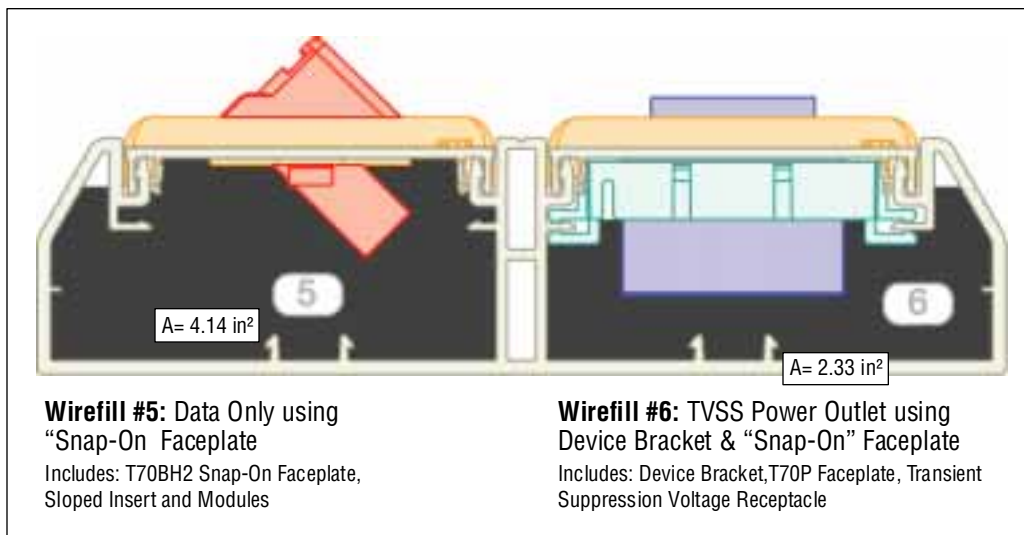 5
A= 4.14 in²
6
A= 2.33 in²
Wirefill #5: Data Only using
“Snap-On Faceplate
Includes: T70BH2 Snap-On Faceplate,
Sloped Insert and Modules
Wirefill #6: TVSS Power Outlet using
Device Bracket & “Snap-On” Faceplate
Includes: Device Bracket,T70P Faceplate, Transient
Suppression Voltage Receptacle